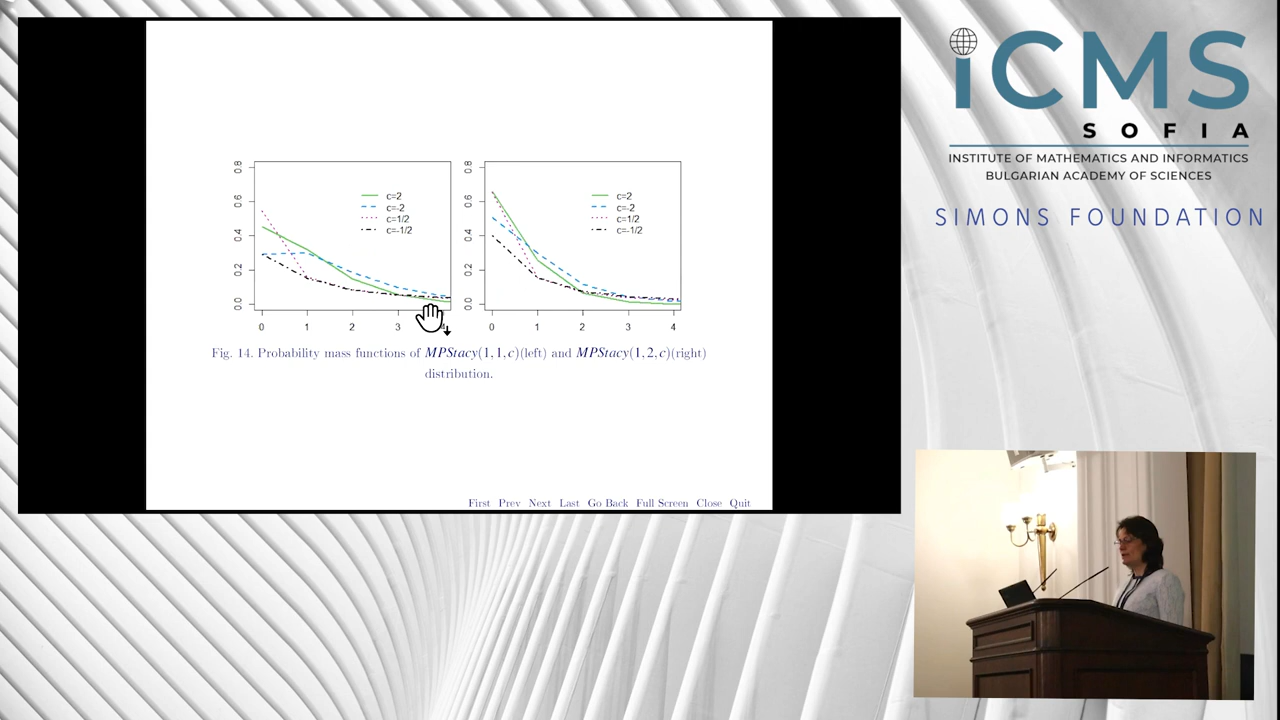 iCMS
SOFIA
INSTITUTE OF MATHEMATICS AND INFORMATICS
BULGARIAN ACADEMY OF SCIENCES
SIMONS FOUNDATION
0.8
0.6
0.4
0.2
0.0
c=2
c=-2
c=1/2
c=-1/2
0 1 2 3 4
0.8
0.6
0.4
0.2
0.0
c=2
c=-2
c=1/2
c=-1/2
0 1 2 3 4
Fig. 14. Probability mass functions of MPStacy(1,1,c)(left) and MPStacy(1,2,c)(right)
distribution.
First Prev Next Last Go Back Full Screen Close Quit